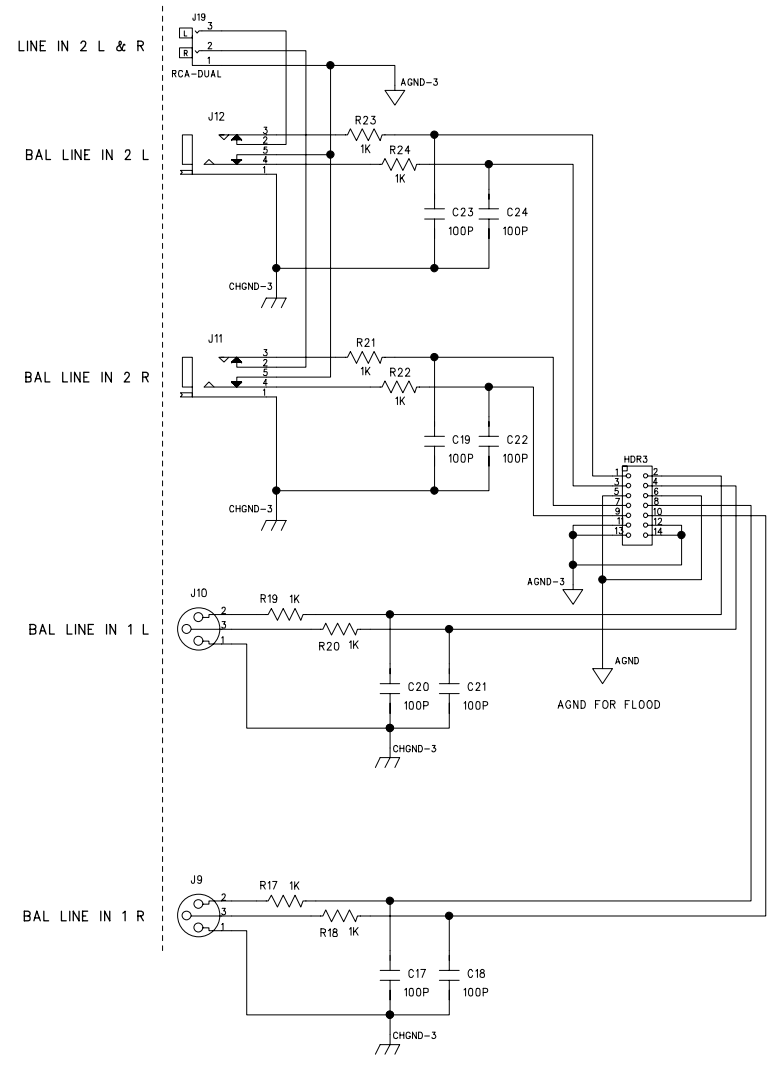 J19
LINE IN 2 L & R
L 3
R 2
1
RCA-DUAL
AGND-3
J12
BAL LINE IN 2 L
3
2
5
4
1
R23
1K
R24
1K
C23
100P
C24
100P
CHGND-3
J11
BAL LINE IN 2 R
3
2
5
4
1
R21
1K
R22
1K
C19
100P
C22
100P
CHGND-3
HDR3
1 2
3 4
5 6
7 8
9 10
11 12
13 14
AGND-3
AGND
AGND FOR FLOOD
J10
BAL LINE IN 1 L
2
3
1
R19 1K
R20 1K
C20
100P
C21
100P
CHGND-3
J9
BAL LINE IN 1 R
2
3
1
R17 1K
R18 1K
C17
100P
C18
100P
CHGND-3